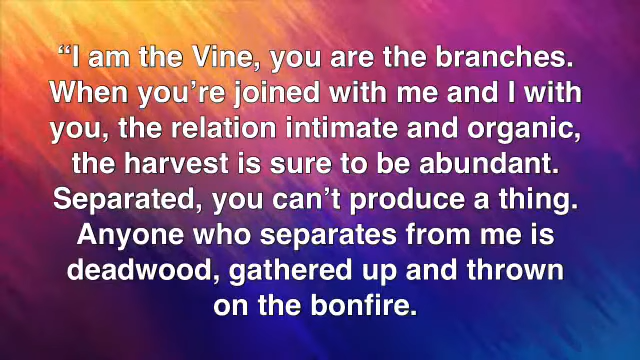 “I am the Vine, you are the branches.
When you’re joined with me and I with
you, the relation intimate and organic,
the harvest is sure to be abundant.
Separated, you can’t produce a thing.
Anyone who separates from me is
deadwood, gathered up and thrown
on the bonfire.